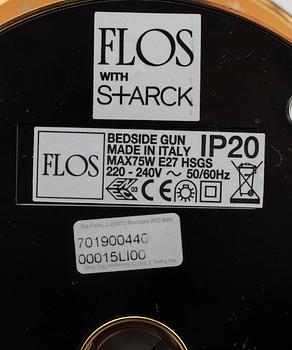 FLOS
WITH
S+ARCK
FLOS
BEDSIDE GUN
MADE IN ITALY
MAX75W E27 HSGS
220 - 240V ~ 50/60Hz
IP20
03
701900440
00015LI00